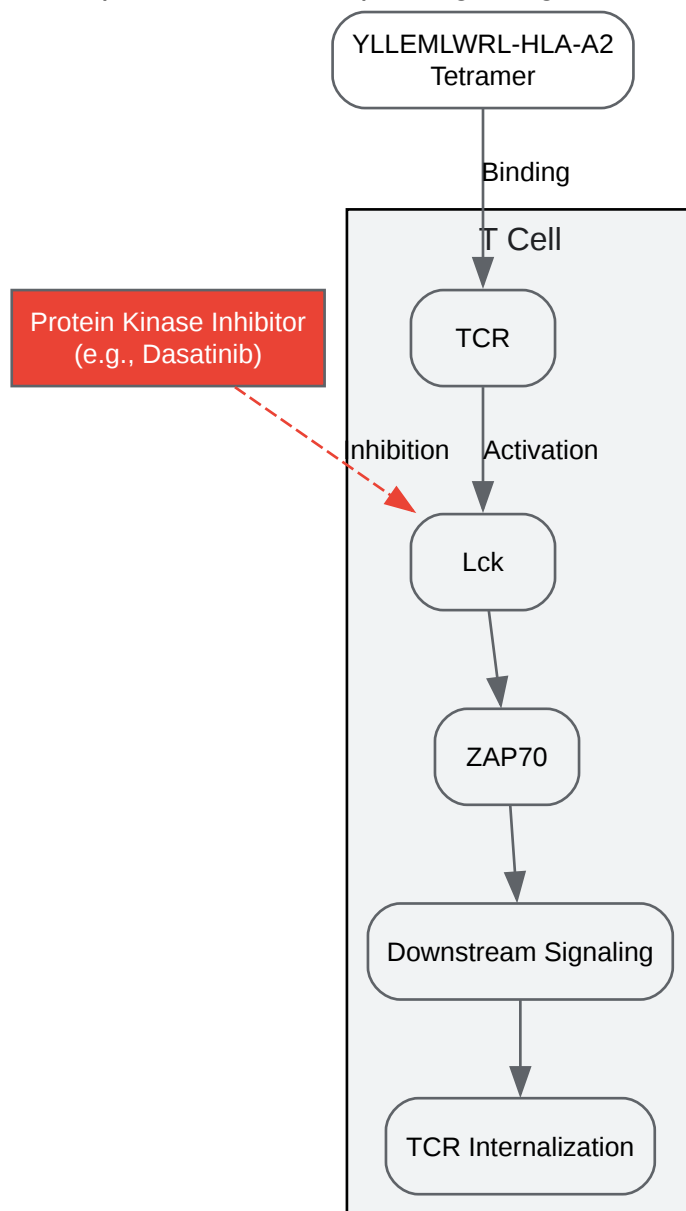 YLLEMLWRL-HLA-A2
Tetramer
Binding
T Cell
Protein Kinase Inhibitor
(e.g., Dasatinib)
TCR
Inhibition
Activation
Lck
ZAP70
Downstream Signaling
TCR Internalization